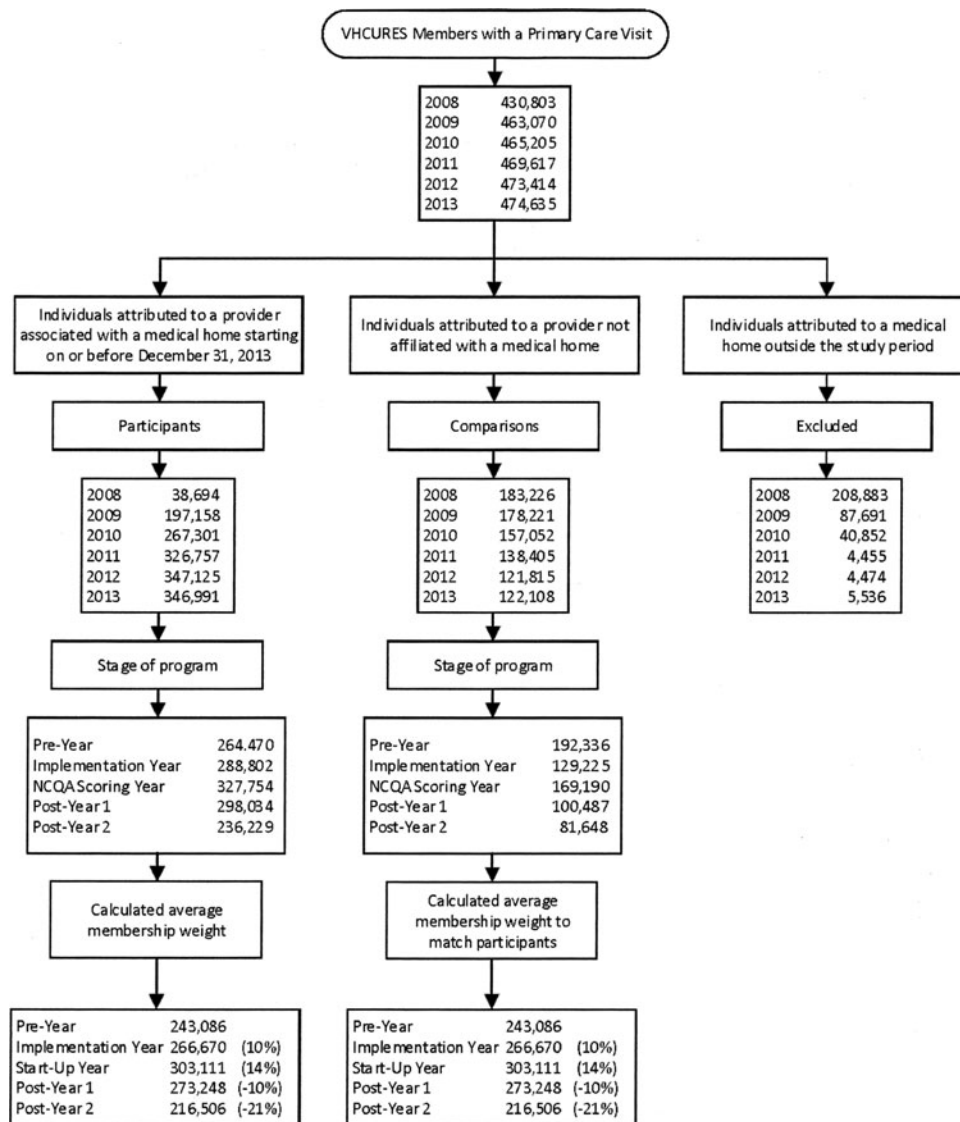 VHCURES Members with a Primary Care Visit
2008 430,803
2009 463,070
2010 465,205
2011 469,617
2012 473,414
2013 474,635
Individuals attributed to a provider
associated with a medical home starting
on or before December 31, 2013
Individuals attributed to a provider not
affiliated with a medical home
Individuals attributed to a medical
home outside the study period
Participants
Comparisons
Excluded
2008 38,694
2009 197,158
2010 267,301
2011 326,757
2012 347,125
2013 346,991
2008 183,226
2009 178,221
2010 157,052
2011 138,405
2012 121,815
2013 122,108
2008 208,883
2009 87,691
2010 40,852
2011 4,455
2012 4,474
2013 5,536
Stage of program
Stage of program
Pre-Year 264.470
Implementation Year 288,802
NCQA Scoring Year 327,754
Post-Year 1 298,034
Post-Year 2 236,229
Pre-Year 192,336
Implementation Year 129,225
NCQA Scoring Year 169,190
Post-Year 1 100,487
Post-Year 2 81,648
Calculated average
membership weight
Calculated average
membership weight to
match participants
Pre-Year 243,086
Implementation Year 266,670 (10%)
Start-Up Year 303,111 (14%)
Post-Year 1 273,248 (-10%)
Post-Year 2 216,506 (-21%)
Pre-Year 243,086
Implementation Year 266,670 (10%)
Start-Up Year 303,111 (14%)
Post-Year 1 273,248 (-10%)
Post-Year 2 216,506 (-21%)